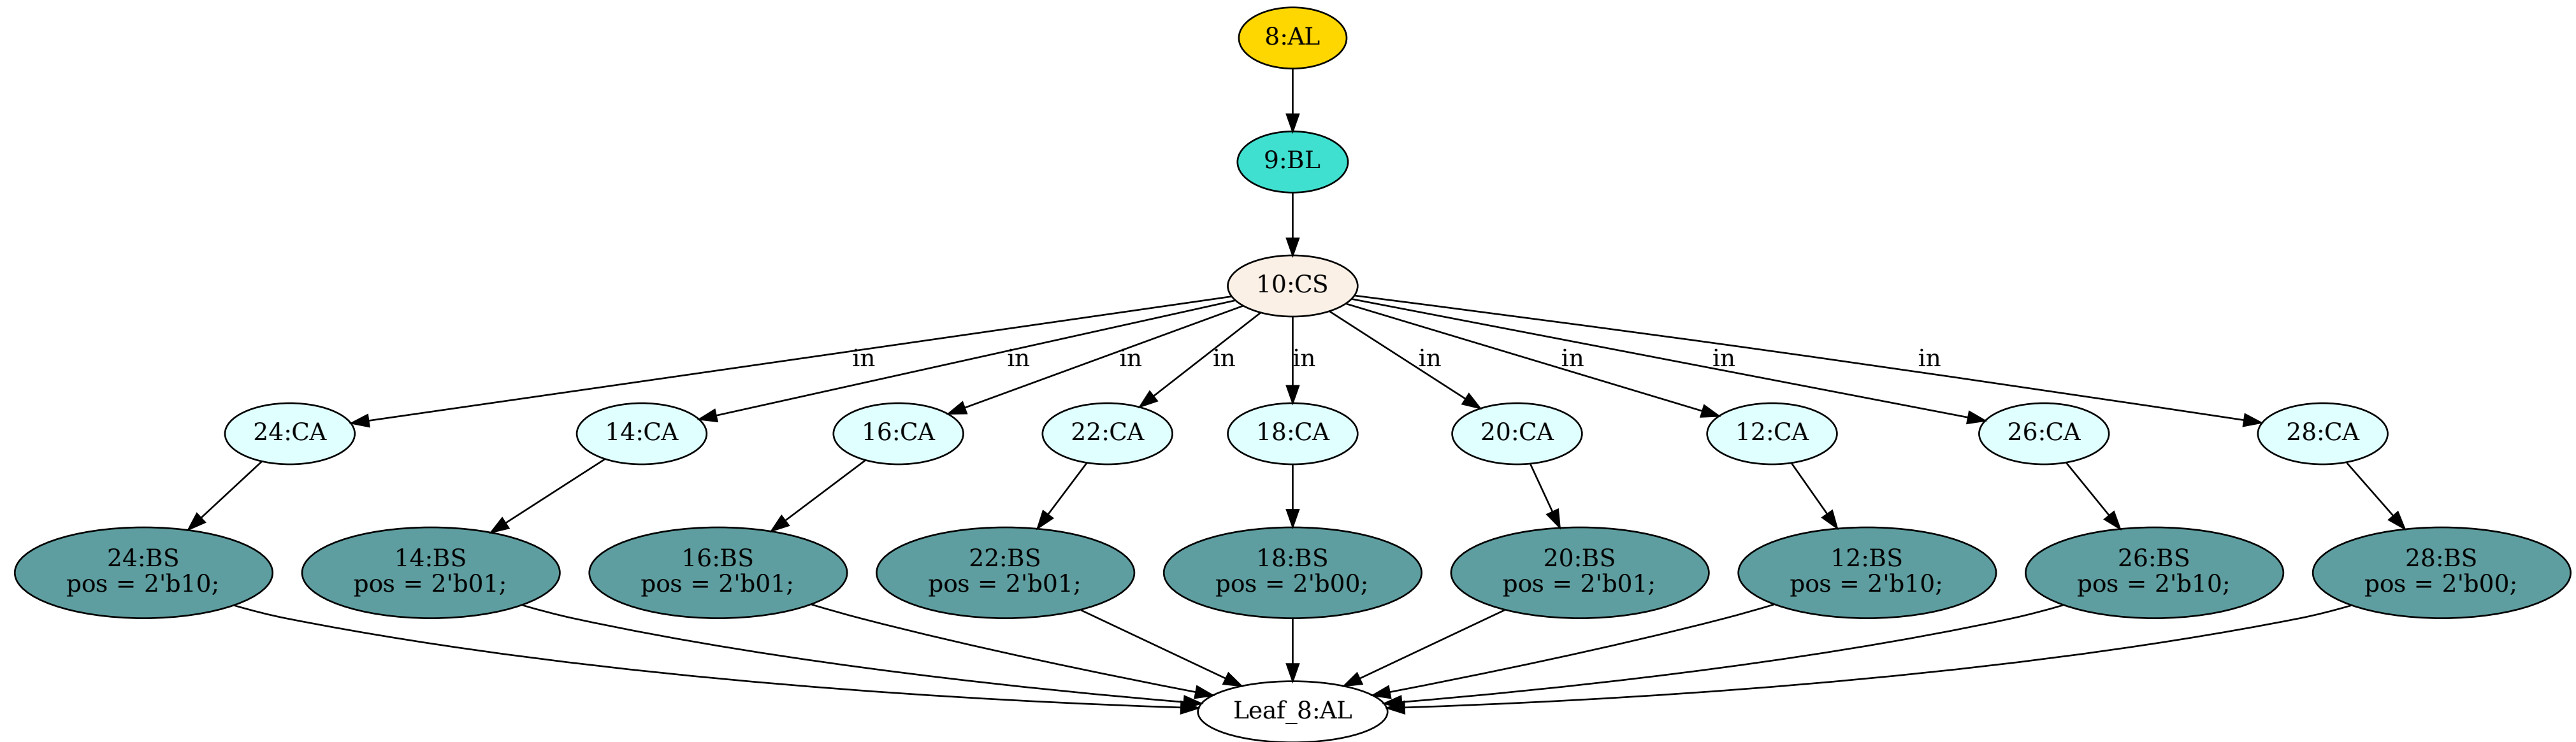 8:AL
9:BL
10:CS
in in in in in in in in in
24:CA 14:CA 16:CA 22:CA 18:CA 20:CA 12:CA 26:CA 28:CA
24:BS 14:BS 16:BS 22:BS 18:BS 20:BS 12:BS 26:BS 28:BS
pos = 2'b10; pos = 2'b01; pos = 2'b01; pos = 2'b01; pos = 2'b00; pos = 2'b01; pos = 2'b10; pos = 2'b10; pos = 2'b00;
Leaf_8:AL